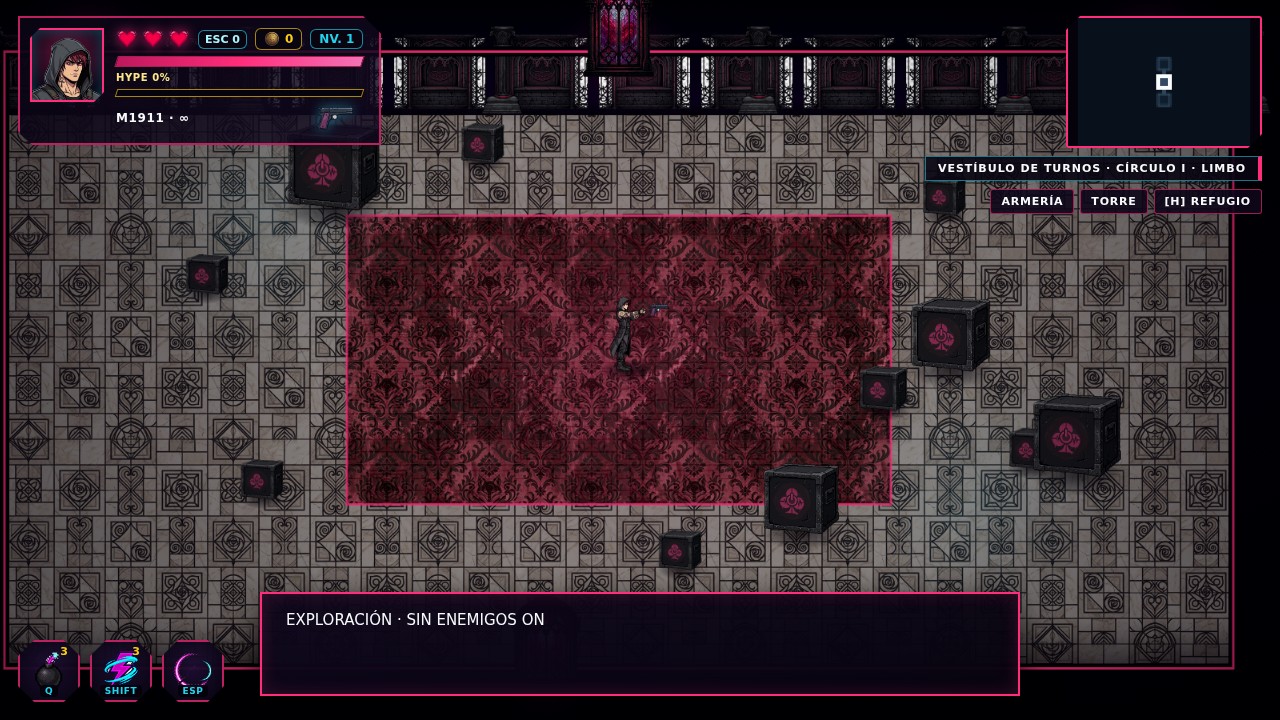 ESC 0
0
NV. 1
HYPE 0%
M1911 · ∞
VESTÍBULO DE TURNOS · CÍRCULO I · LIMBO
ARMERÍA
TORRE
[H] REFUGIO
EXPLORACIÓN · SIN ENEMIGOS ON
3
Q
3
SHIFT
ESP